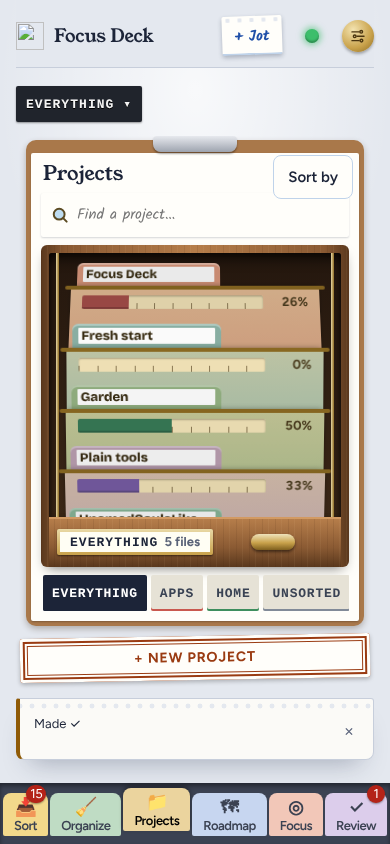 Focus Deck
+ Jot
EVERYTHING ▾
Projects
Sort by
Find a project...
Focus Deck
26%
Fresh start
0%
Garden
50%
Plain tools
33%
EVERYTHING 5 files
EVERYTHING
APPS
HOME
UNSORTED
+ NEW PROJECT
Made ✓
×
15
1
Sort
Organize
Projects
Roadmap
Focus
Review